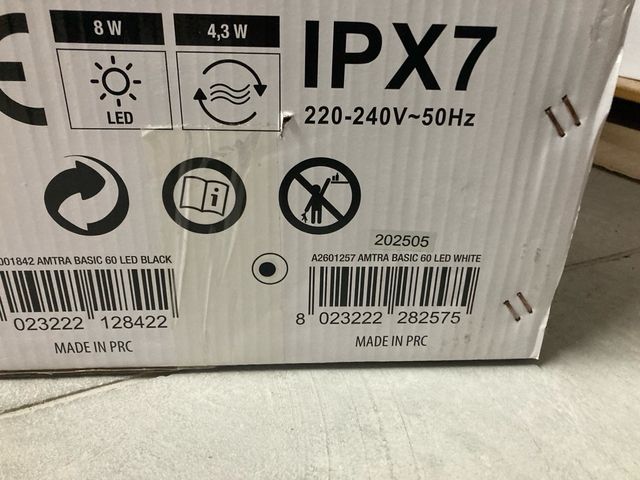 8 W
4,3 W
IPX7
LED
220-240V~50Hz
i
202505
001842 AMTRA BASIC 60 LED BLACK
A2601257 AMTRA BASIC 60 LED WHITE
023222 128422
8 023222 282575
MADE IN PRC
MADE IN PRC